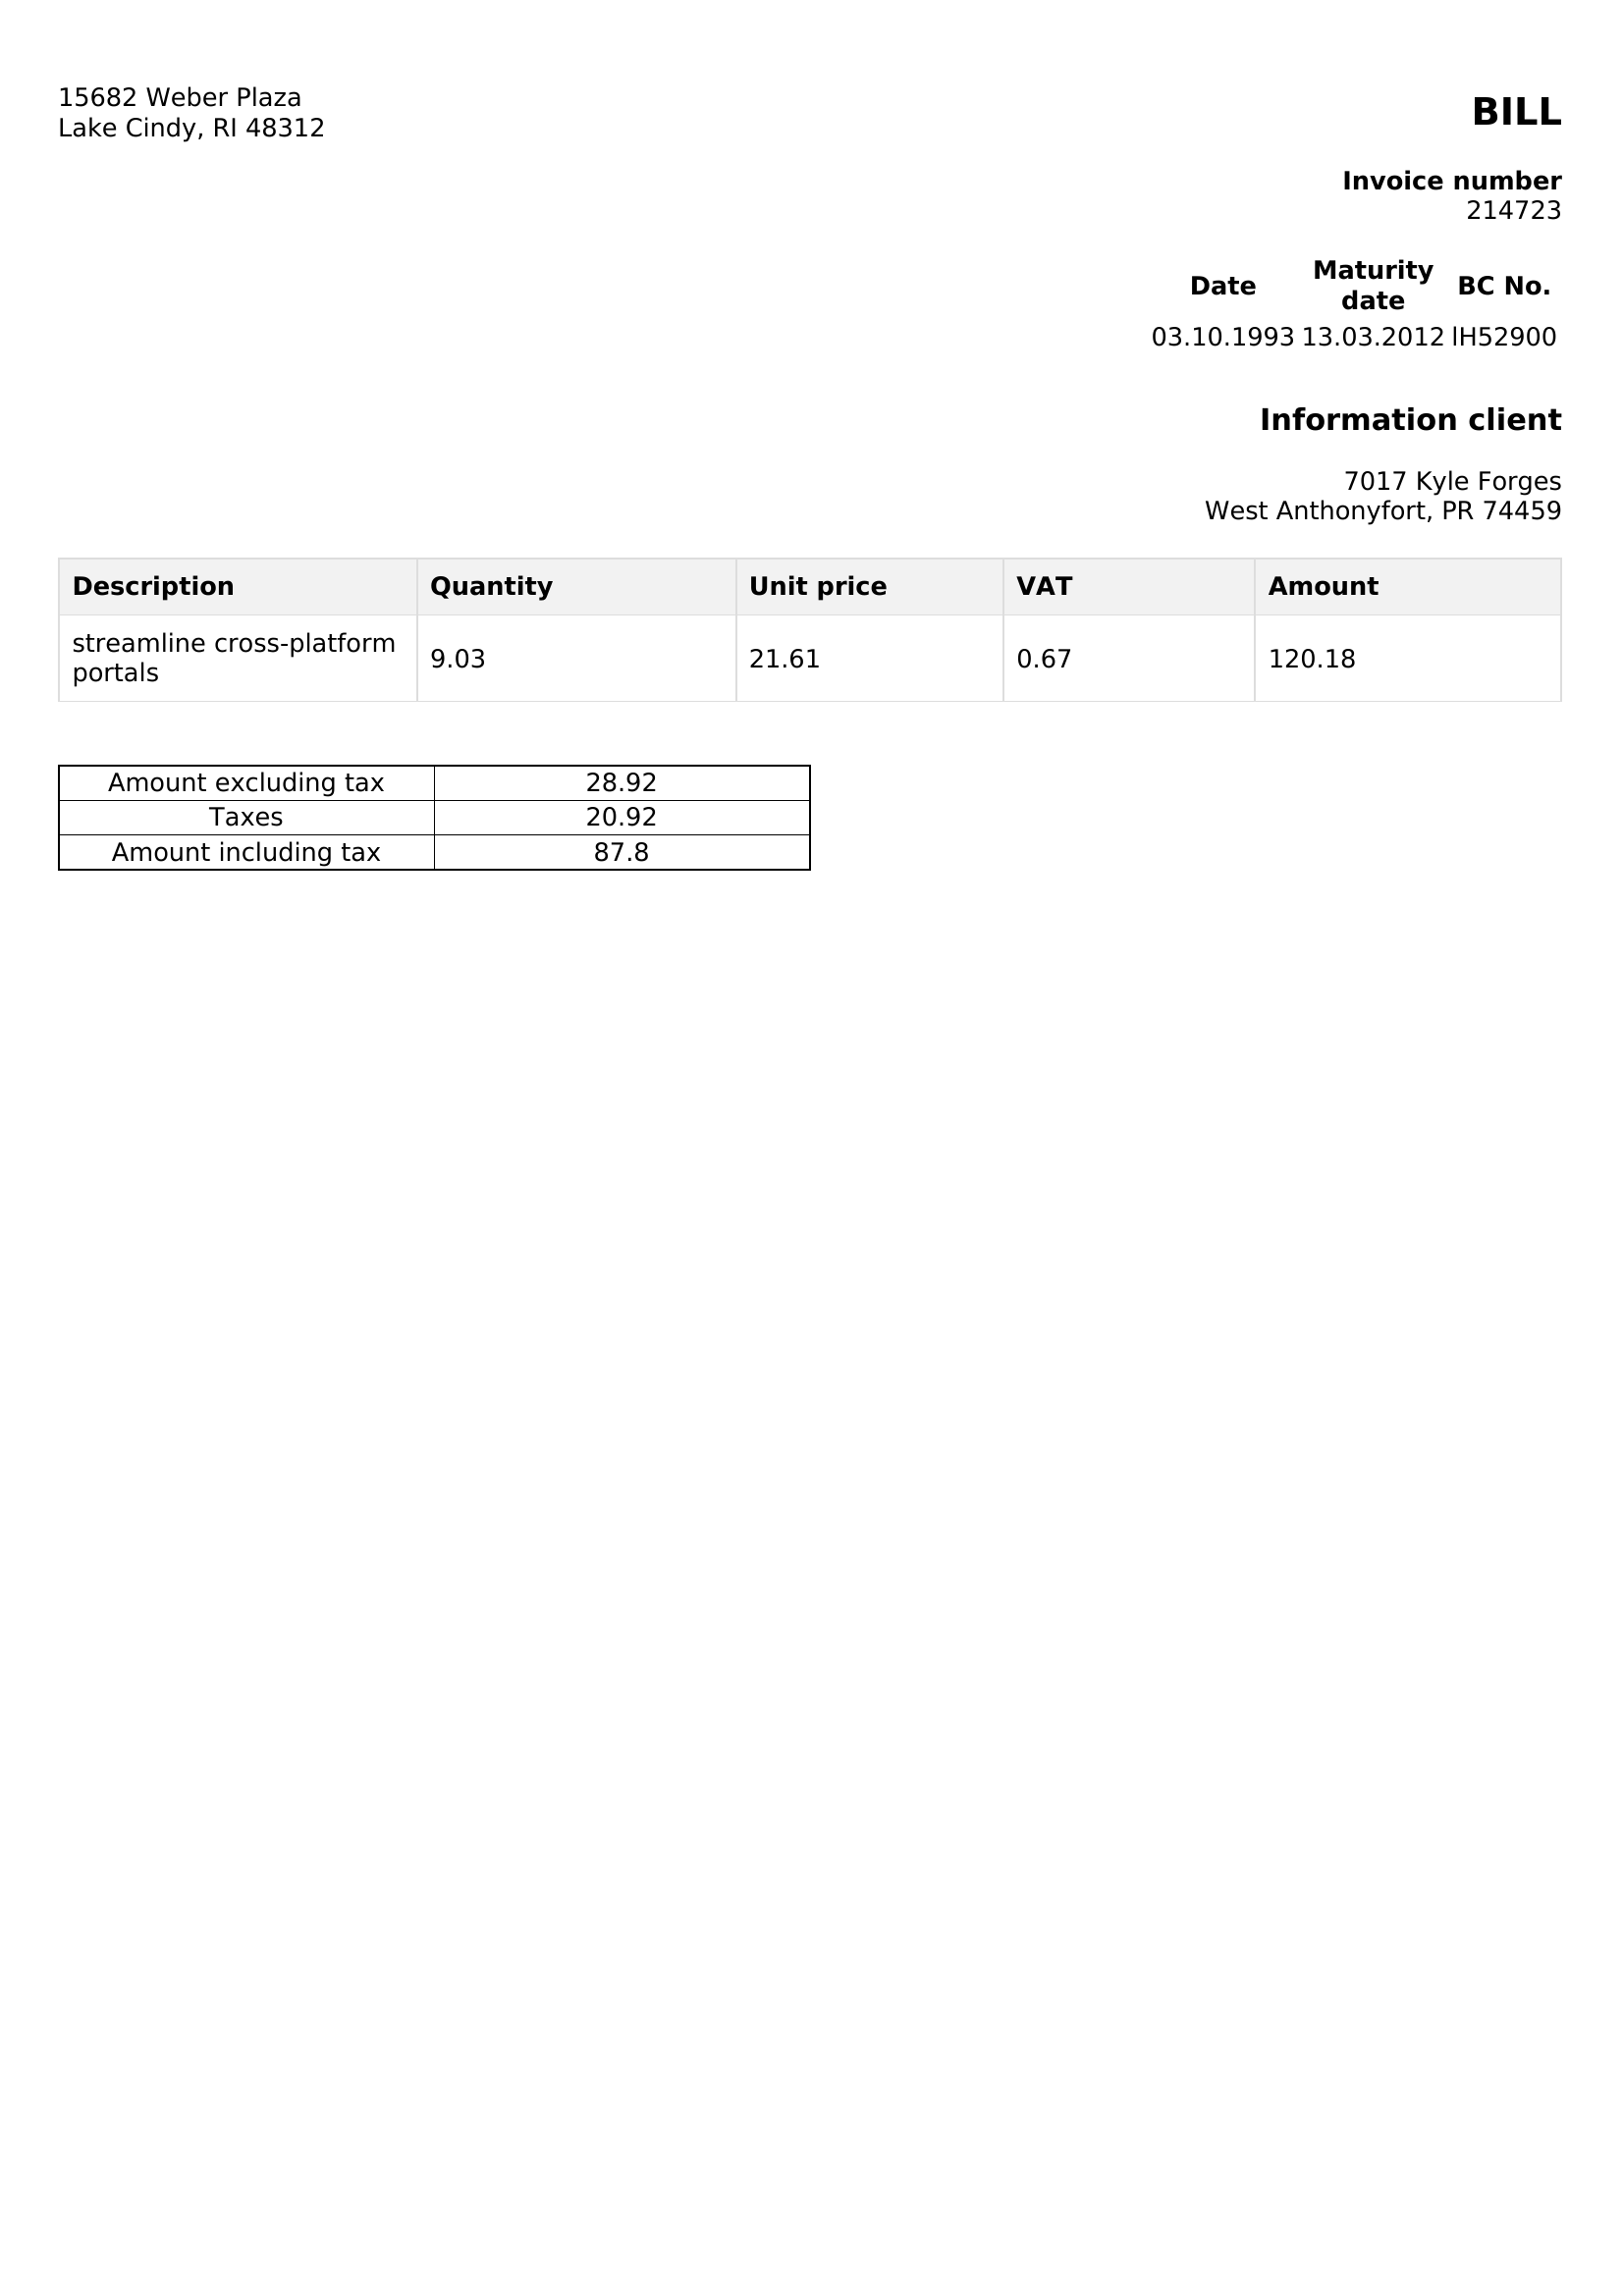 15682 Weber Plaza
Lake Cindy, RI 48312
BILL
Invoice number
214723
Date Maturity date BC No.
03.10.1993 13.03.2012 lH52900
Information client
7017 Kyle Forges
West Anthonyfort, PR 74459
Description Quantity Unit price VAT Amount
streamline cross-platform
portals 9.03 21.61 0.67 120.18
Amount excluding tax 28.92
Taxes 20.92
Amount including tax 87.8